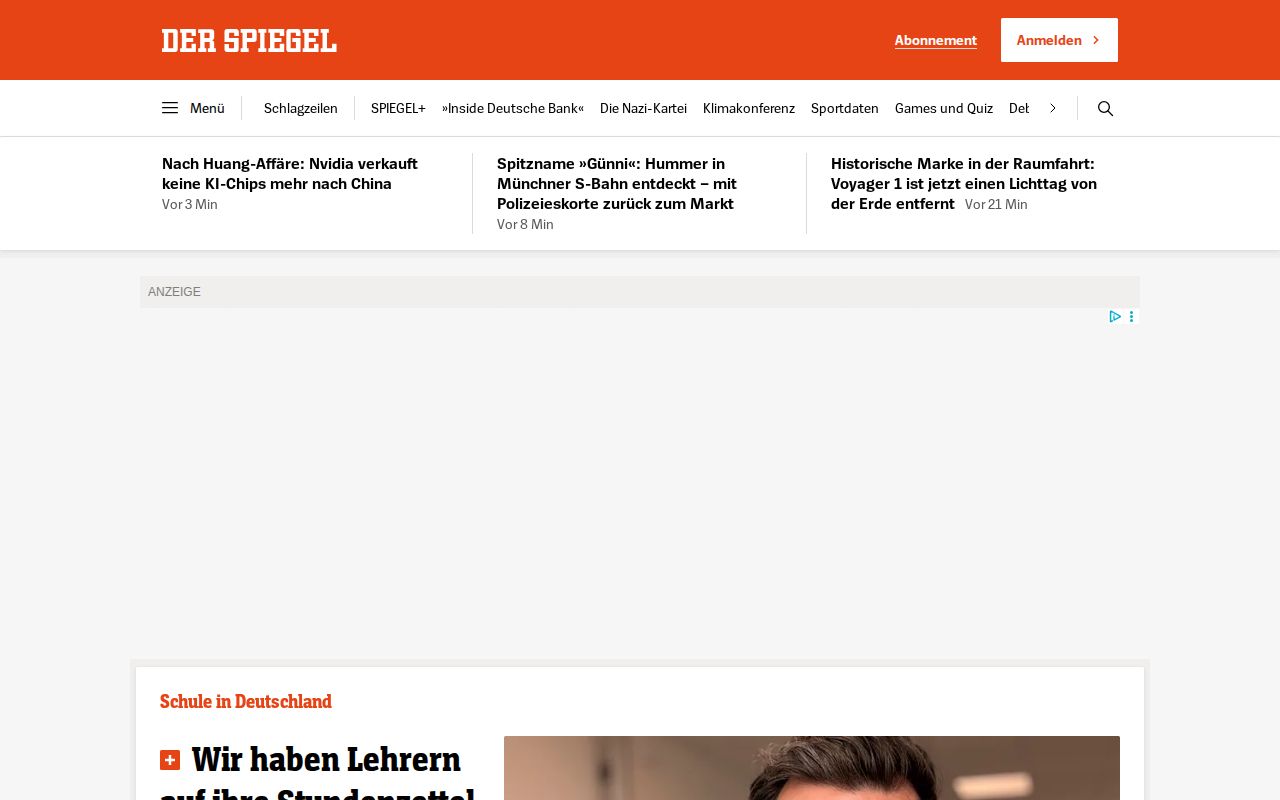 DER SPIEGEL
Abonnement
Anmelden
Menü
Schlagzeilen
SPIEGEL+
»Inside Deutsche Bank«
Die Nazi-Kartei
Klimakonferenz
Sportdaten
Games und Quiz
Nach Huang-Affäre: Nvidia verkauft
keine KI-Chips mehr nach China
Vor 3 Min
Spitzname »Günni«: Hummer in
Münchner S-Bahn entdeckt – mit
Polizeieskorte zurück zum Markt
Vor 8 Min
Historische Marke in der Raumfahrt:
Voyager 1 ist jetzt einen Lichttag von
der Erde entfernt Vor 21 Min
ANZEIGE
Schule in Deutschland
Wir haben Lehrern
auf ihre Stundenzettel